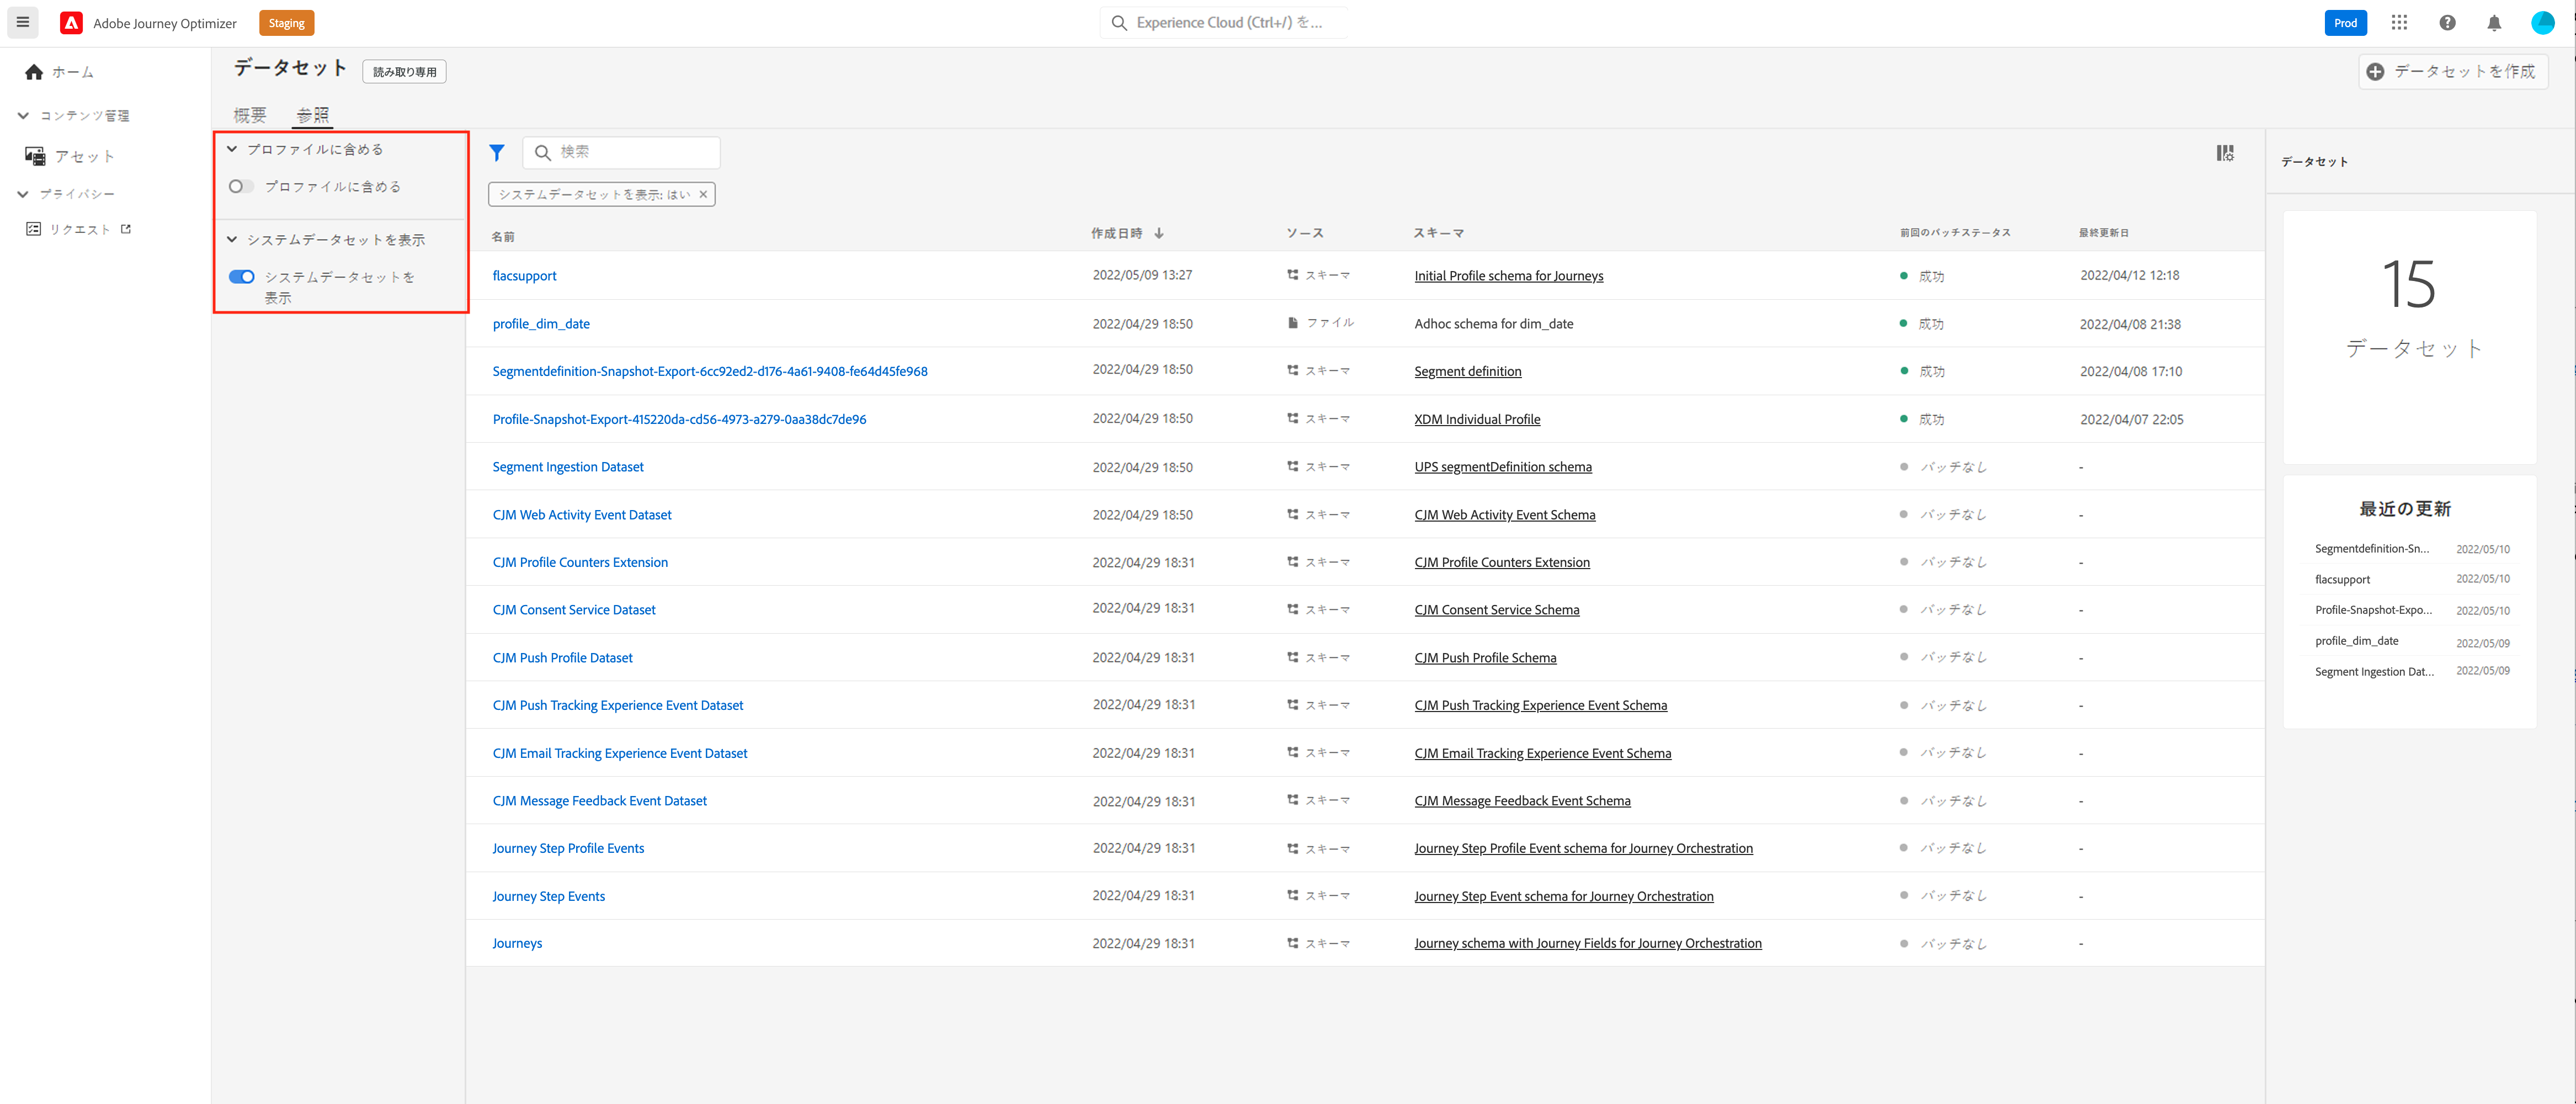 Adobe Journey Optimizer
Staging
Experience Cloud (Ctrl+/) を...
Prod
ホーム
コンテンツ管理
アセット
プライバシー
リクエスト
データセット
読み取り専用
データセットを作成
概要
参照
プロファイルに含める
プロファイルに含める
システムデータセットを表示
システムデータセットを
表示
検索
システムデータセットを表示: はい
名前 作成日時 ソース スキーマ 前回のバッチステータス 最終更新日
flacsupport 2022/05/09 13:27 スキーマ Initial Profile schema for Journeys 成功 2022/04/12 12:18
profile_dim_date 2022/04/29 18:50 ファイル Adhoc schema for dim_date 成功 2022/04/08 21:38
Segmentdefinition-Snapshot-Export-6cc92ed2-d176-4a61-9408-fe64d45fe968 2022/04/29 18:50 スキーマ Segment definition 成功 2022/04/08 17:10
Profile-Snapshot-Export-415220da-cd56-4973-a279-0aa38dc7de96 2022/04/29 18:50 スキーマ XDM Individual Profile 成功 2022/04/07 22:05
Segment Ingestion Dataset 2022/04/29 18:50 スキーマ UPS segmentDefinition schema バッチなし -
CJM Web Activity Event Dataset 2022/04/29 18:50 スキーマ CJM Web Activity Event Schema バッチなし -
CJM Profile Counters Extension 2022/04/29 18:31 スキーマ CJM Profile Counters Extension バッチなし -
CJM Consent Service Dataset 2022/04/29 18:31 スキーマ CJM Consent Service Schema バッチなし -
CJM Push Profile Dataset 2022/04/29 18:31 スキーマ CJM Push Profile Schema バッチなし -
CJM Push Tracking Experience Event Dataset 2022/04/29 18:31 スキーマ CJM Push Tracking Experience Event Schema バッチなし -
CJM Email Tracking Experience Event Dataset 2022/04/29 18:31 スキーマ CJM Email Tracking Experience Event Schema バッチなし -
CJM Message Feedback Event Dataset 2022/04/29 18:31 スキーマ CJM Message Feedback Event Schema バッチなし -
Journey Step Profile Events 2022/04/29 18:31 スキーマ Journey Step Profile Event schema for Journey Orchestration バッチなし -
Journey Step Events 2022/04/29 18:31 スキーマ Journey Step Event schema for Journey Orchestration バッチなし -
Journeys 2022/04/29 18:31 スキーマ Journey schema with Journey Fields for Journey Orchestration バッチなし -
データセット
15
データセット
最近の更新
Segmentdefinition-Sn... 2022/05/10
flacsupport 2022/05/10
Profile-Snapshot-Expo... 2022/05/10
profile_dim_date 2022/05/09
Segment Ingestion Dat... 2022/05/09